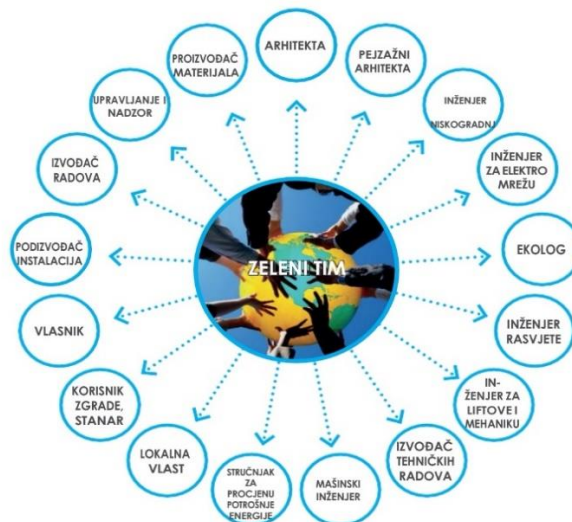 ARHITEKTA
PEJZAŽNI
ARHITEKTA
INŽENJER
NISKOGRADNJ
INŽENJER
ZA ELEKTRO
MREŽU
EKOLOG
INŽENJER
RASVJETE
IN-
ŽENJER ZA
LIFTOVE I
MEHANIKU
IZVOĐAČ
TEHNIČKIH
RADOVA
MAŠINSKI
INŽENJER
STRUČNJAK
ZA
PROCJENU
POTROŠNJE
ENERGIJE
LOKALNA
VLAST
KORISNIK
ZGRADE,
STANAR
VLASNIK
PODIZVOĐAČ
INSTALACIJA
IZVOĐAČ
RADOVA
UPRAVLJANJE I
NADZOR
PROIZVOĐAČ
MATERIJALA
ZELENI TIM